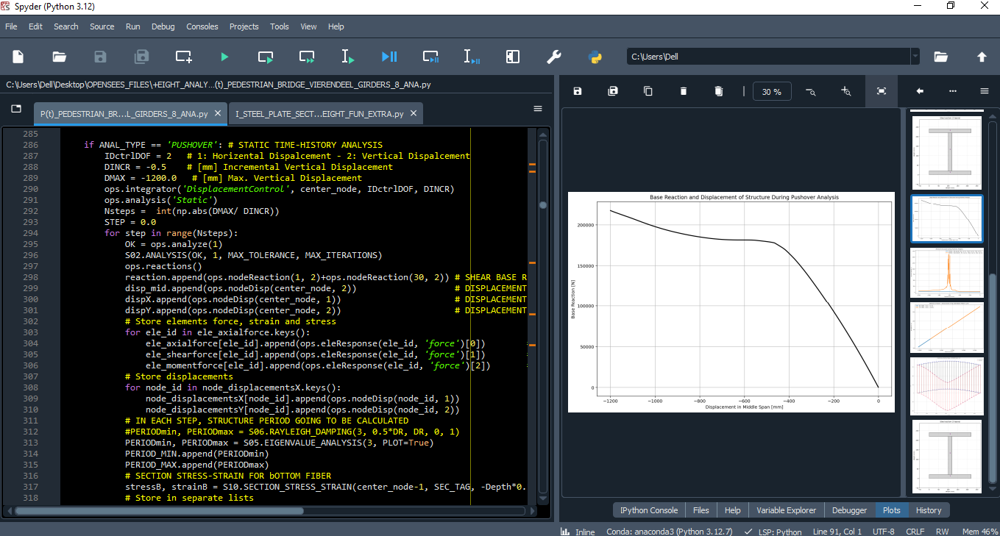 Spyder (Python 3.12)
File Edit Search Source Run Debug Consoles Projects Tools View Help
C:\Users\Dell
C:\Users\Dell\Desktop\OPENSEES_FILES\+EIGHT_ANALY...(t)_PEDESTRIAN_BRIDGE_VIERENDEEL_GIRDERS_8_ANA.py
P(t)_PEDESTRIAN_BR...L_GIRDERS_8_ANA.py I_STEEL_PLATE_SECT...EIGHT_FUN_EXTRA.py
285
286 if ANAL_TYPE == 'PUSHOVER': # STATIC TIME-HISTORY ANALYSIS
287 IDctrlDOF = 2 # 1: Horizental Dispalcement - 2: Vertical Dispalcement
288 DINCR = -0.5 # [mm] Incremental Vertical Displacement
289 DMAX = -1200.0 # [mm] Max. Vertical Displacement
290 ops.integrator('DisplacementControl', center_node, IDctrlDOF, DINCR)
291 ops.analysis('Static')
292 Nsteps = int(np.abs(DMAX/ DINCR))
293 STEP = 0.0
294 for step in range(Nsteps):
295 OK = ops.analyze(1)
296 S02.ANALYSIS(OK, 1, MAX_TOLERANCE, MAX_ITERATIONS)
297 ops.reactions()
298 reaction.append(ops.nodeReaction(1, 2)+ops.nodeReaction(30, 2)) # SHEAR BASE R
299 disp_mid.append(ops.nodeDisp(center_node, 2)) # DISPLACEMENT
300 dispX.append(ops.nodeDisp(center_node, 1)) # DISPLACEMENT
301 dispY.append(ops.nodeDisp(center_node, 2)) # DISPLACEMENT
302 # Store elements force, strain and stress
303 for ele_id in ele_axialforce.keys():
304 ele_axialforce[ele_id].append(ops.eleResponse(ele_id, 'force')[0])
305 ele_shearforce[ele_id].append(ops.eleResponse(ele_id, 'force')[1])
306 ele_momentforce[ele_id].append(ops.eleResponse(ele_id, 'force')[2])
307 # Store displacements
308 for node_id in node_displacementsX.keys():
309 node_displacementsX[node_id].append(ops.nodeDisp(node_id, 1))
310 node_displacementsY[node_id].append(ops.nodeDisp(node_id, 2))
311 # IN EACH STEP, STRUCTURE PERIOD GOING TO BE CALCULATED
312 #PERIODmin, PERIODmax = S06.RAYLEIGH_DAMPING(3, 0.5*DR, DR, 0, 1)
313 PERIODmin, PERIODmax = S05.EIGENVALUE_ANALYSIS(3, PLOT=True)
314 PERIOD_MIN.append(PERIODmin)
315 PERIOD_MAX.append(PERIODmax)
316 # SECTION STRESS-STRAIN FOR bOTTOM FIBER
317 stressB, strainB = S10.SECTION_STRESS_STRAIN(center_node-1, SEC_TAG, -Depth*0.
318 # Store in separate lists
30 %
Base Reaction and Displacement of Structure During Pushover Analysis
Base Reaction [N]
200000
150000
100000
50000
0
−1200 −1000 −800 −600 −400 −200 0
Displacement in Middle Span [mm]
IPython Console Files Help Variable Explorer Debugger Plots History
Inline Conda: anaconda3 (Python 3.12.7) LSP: Python Line 91, Col 1 UTF-8 CRLF RW Mem 46%